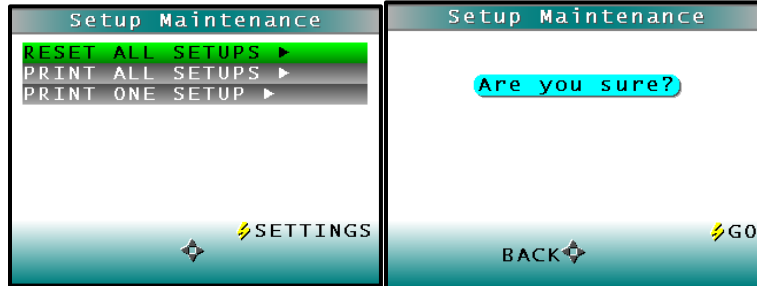 Setup Maintenance
RESET ALL SETUPS ►
PRINT ALL SETUPS ►
PRINT ONE SETUP ►
SETTINGS
Setup Maintenance
Are you sure?
GO
BACK